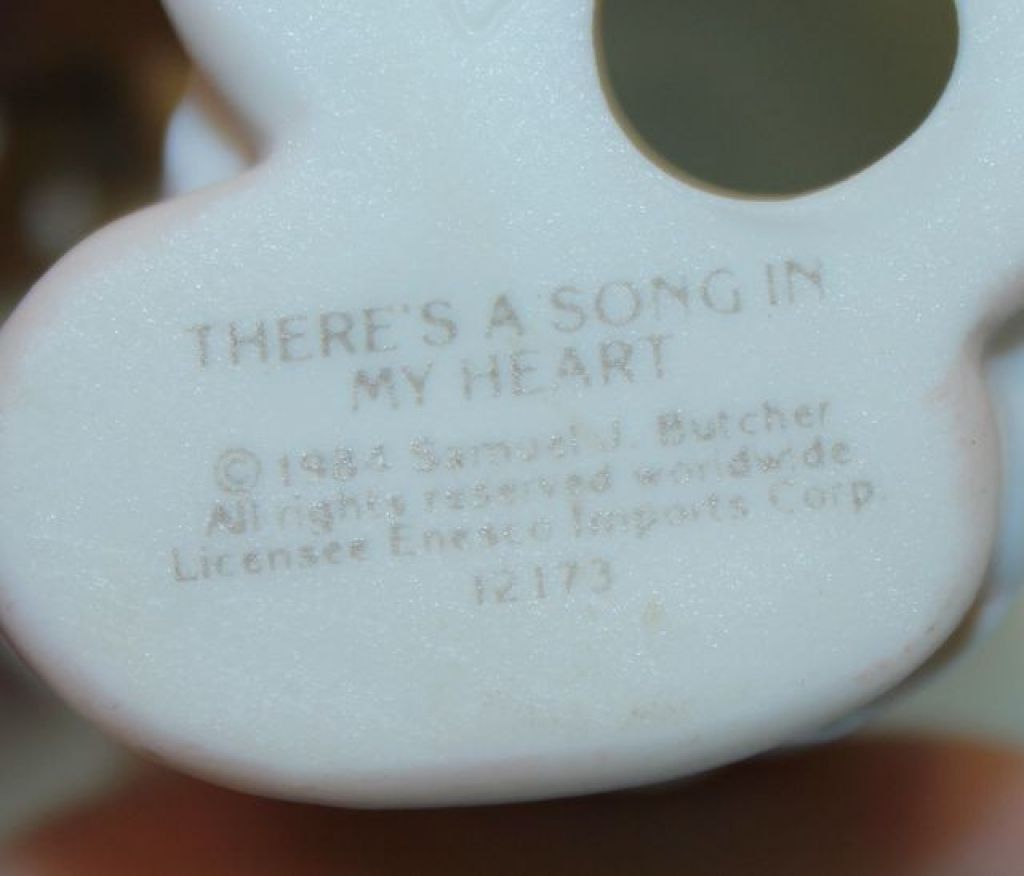 THERE'S A SONG IN
MY HEART
© 1984 Samuel J. Butcher
All rights reserved worldwide
Licensee Enesco Imports Corp.
12173